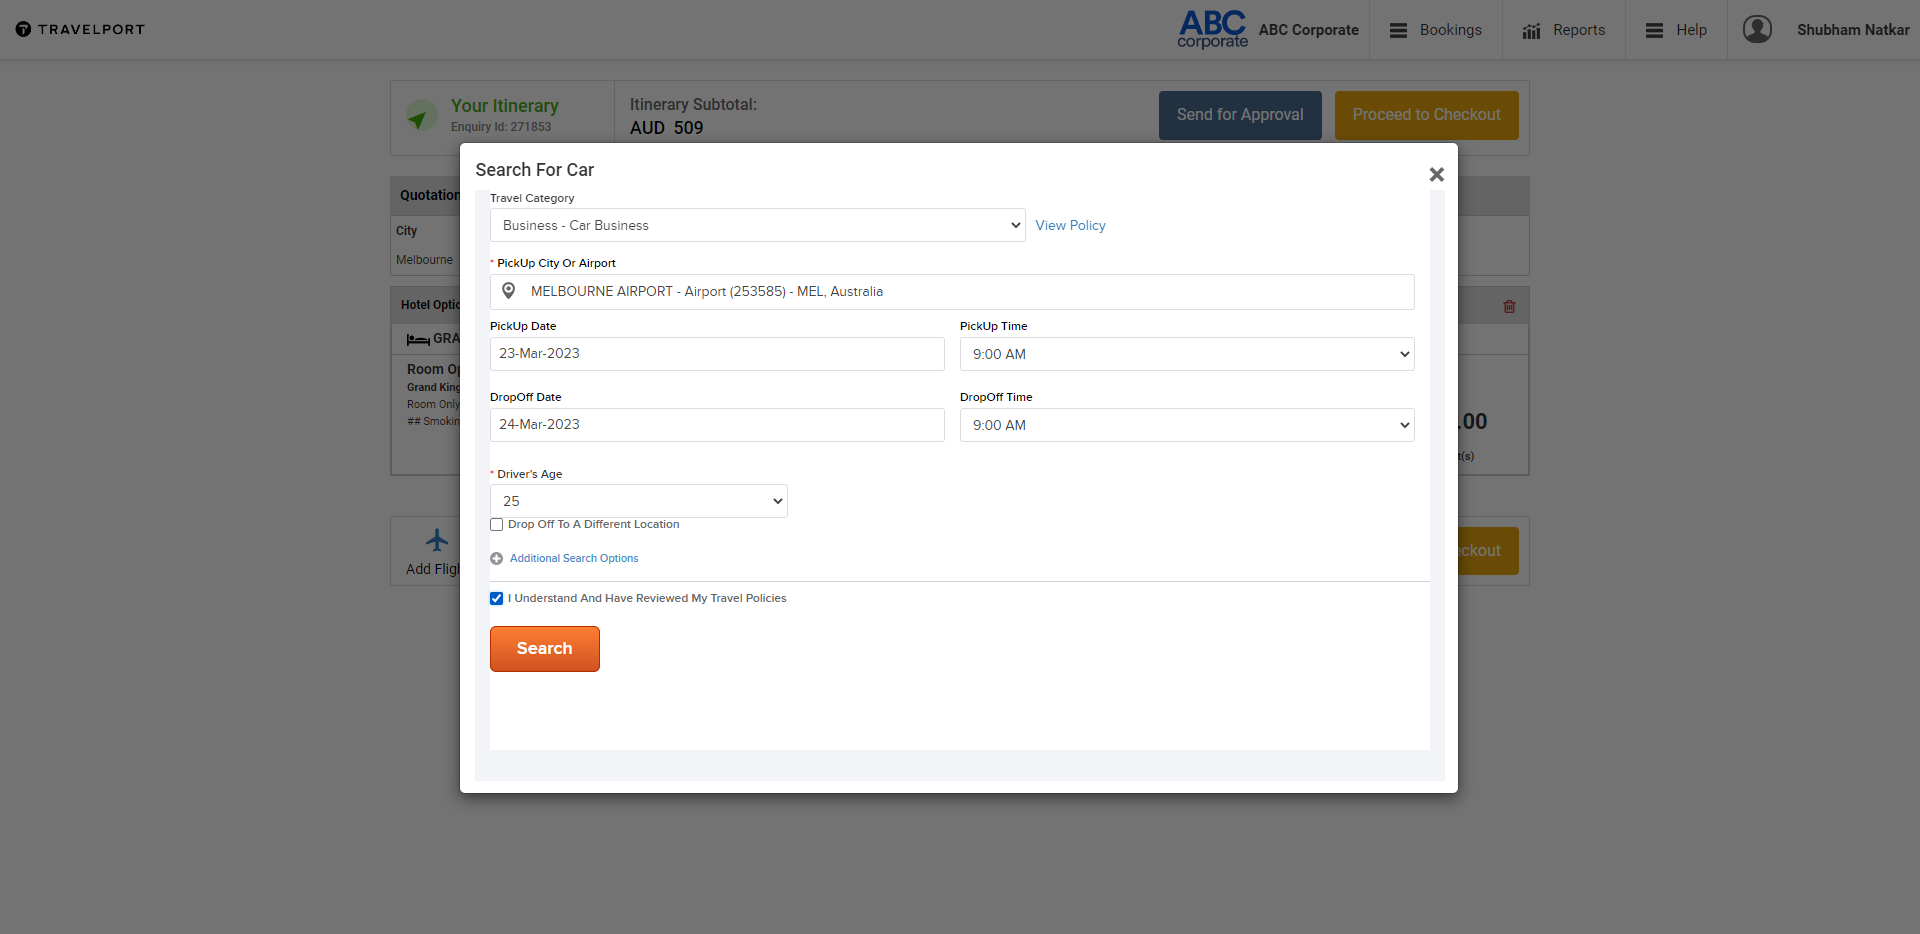 TRAVELPORT
ABC corporate
ABC Corporate
Bookings
Reports
Help
Shubham Natkar
Your Itinerary
Enquiry Id: 271853
Itinerary Subtotal:
AUD 509
Send for Approval
Proceed to Checkout
Quotation
City
Melbourne
Hotel Optio
GRA
Room Op
Grand King
Room Only
## Smokin
.00
t(s)
Add Fligh
eckout
Search For Car
Travel Category
Business - Car Business
View Policy
* PickUp City Or Airport
MELBOURNE AIRPORT - Airport (253585) - MEL, Australia
PickUp Date
PickUp Time
23-Mar-2023
9:00 AM
DropOff Date
DropOff Time
24-Mar-2023
9:00 AM
* Driver's Age
25
Drop Off To A Different Location
Additional Search Options
I Understand And Have Reviewed My Travel Policies
Search